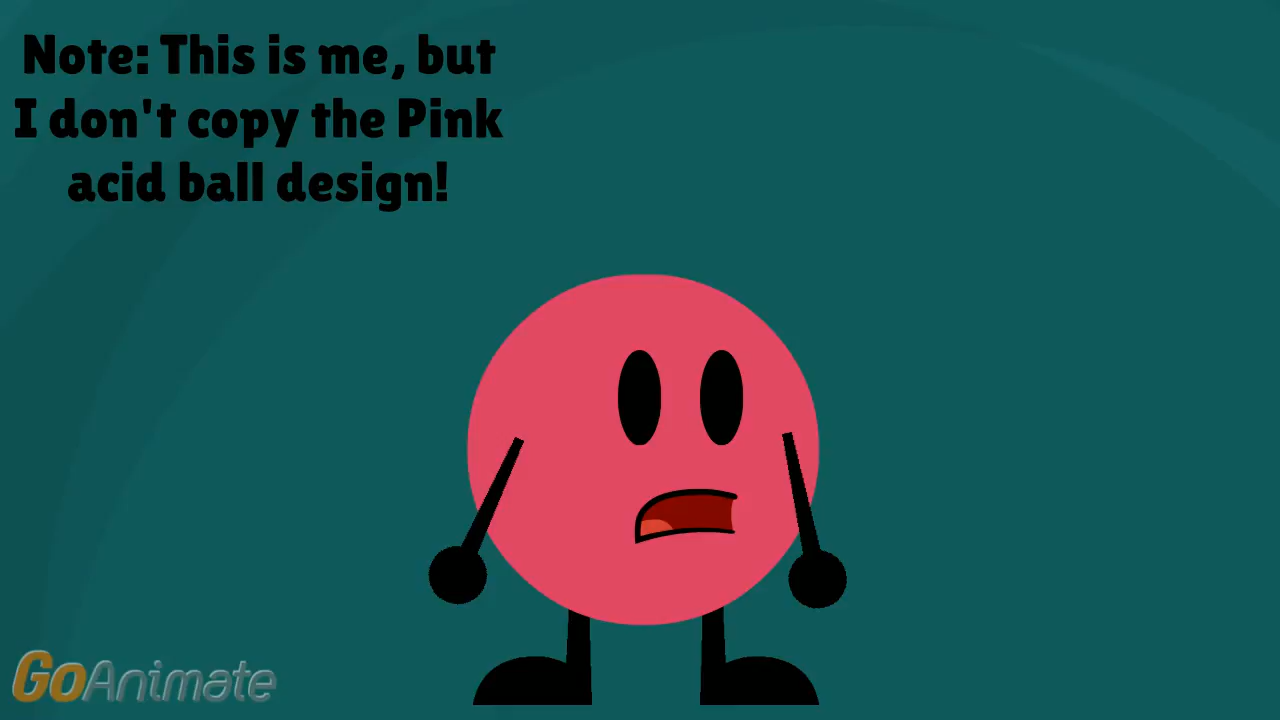 Note: This is me, but
I don't copy the Pink
acid ball design!
GoAnimate